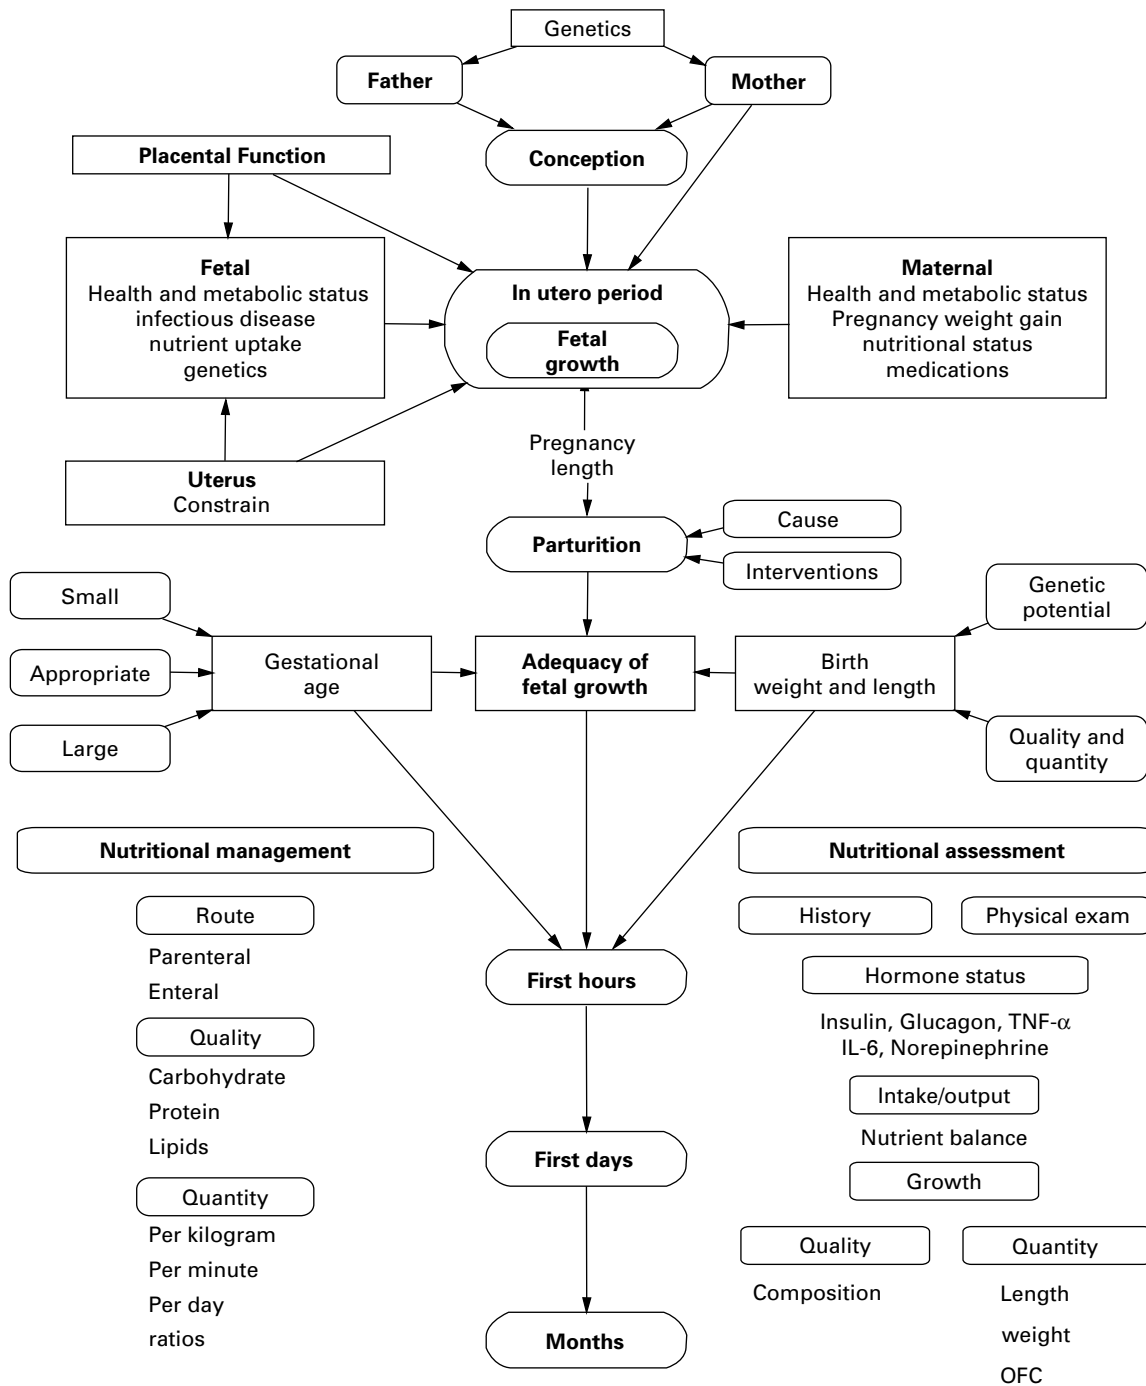 Genetics
Father
Mother
Placental Function
Conception
Fetal
Health and metabolic status
infectious disease
nutrient uptake
genetics
In utero period
Fetal
growth
Maternal
Health and metabolic status
Pregnancy weight gain
nutritional status
medications
Pregnancy
length
Uterus
Constrain
Parturition
Cause
Interventions
Small
Appropriate
Large
Gestational
age
Adequacy of
fetal growth
Birth
weight and length
Genetic
potential
Quality and
quantity
Nutritional management
Route
Parenteral
Enteral
Quality
Carbohydrate
Protein
Lipids
Quantity
Per kilogram
Per minute
Per day
ratios
First hours
First days
Months
Nutritional assessment
History
Physical exam
Hormone status
Insulin, Glucagon, TNF-α
IL-6, Norepinephrine
Intake/output
Nutrient balance
Growth
Quality
Composition
Quantity
Length
weight
OFC